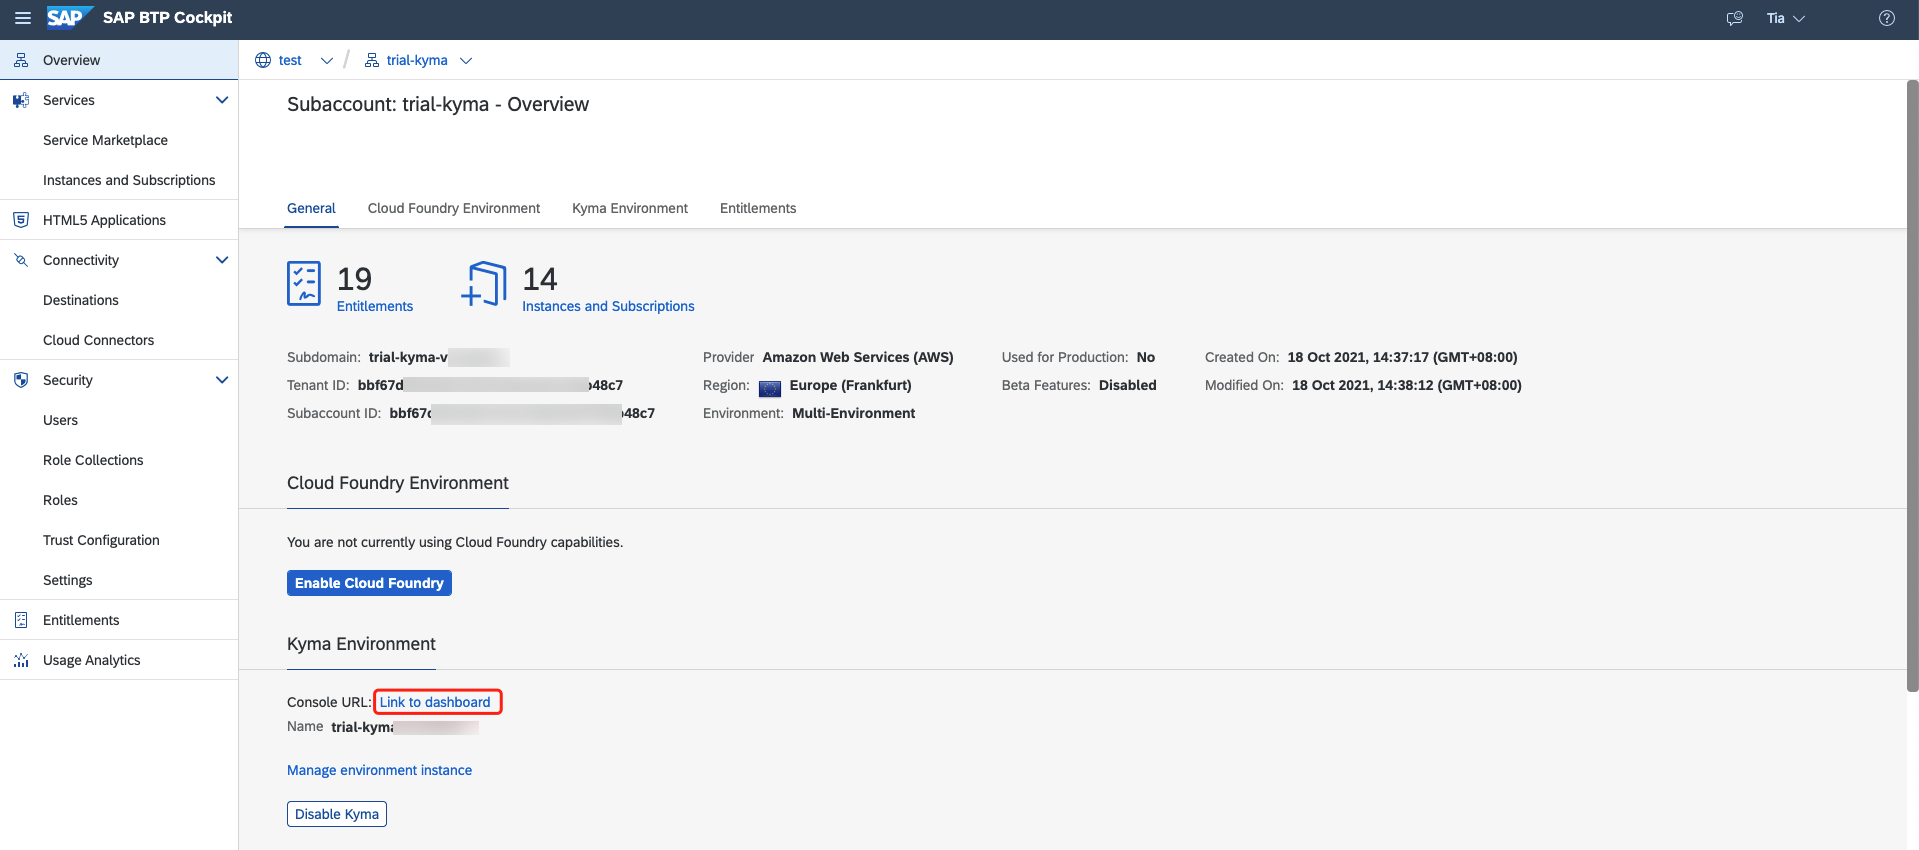 SAP SAP BTP Cockpit
Tia
Overview
Services
Service Marketplace
Instances and Subscriptions
HTML5 Applications
Connectivity
Destinations
Cloud Connectors
Security
Users
Role Collections
Roles
Trust Configuration
Settings
Entitlements
Usage Analytics
test / trial-kyma
Subaccount: trial-kyma - Overview
General Cloud Foundry Environment Kyma Environment Entitlements
19
Entitlements
14
Instances and Subscriptions
Subdomain: trial-kyma-v
Tenant ID: bbf67d 48c7
Subaccount ID: bbf67 48c7
Provider Amazon Web Services (AWS)
Region: Europe (Frankfurt)
Environment: Multi-Environment
Used for Production: No
Beta Features: Disabled
Created On: 18 Oct 2021, 14:37:17 (GMT+08:00)
Modified On: 18 Oct 2021, 14:38:12 (GMT+08:00)
Cloud Foundry Environment
You are not currently using Cloud Foundry capabilities.
Enable Cloud Foundry
Kyma Environment
Console URL: Link to dashboard
Name trial-kyma
Manage environment instance
Disable Kyma